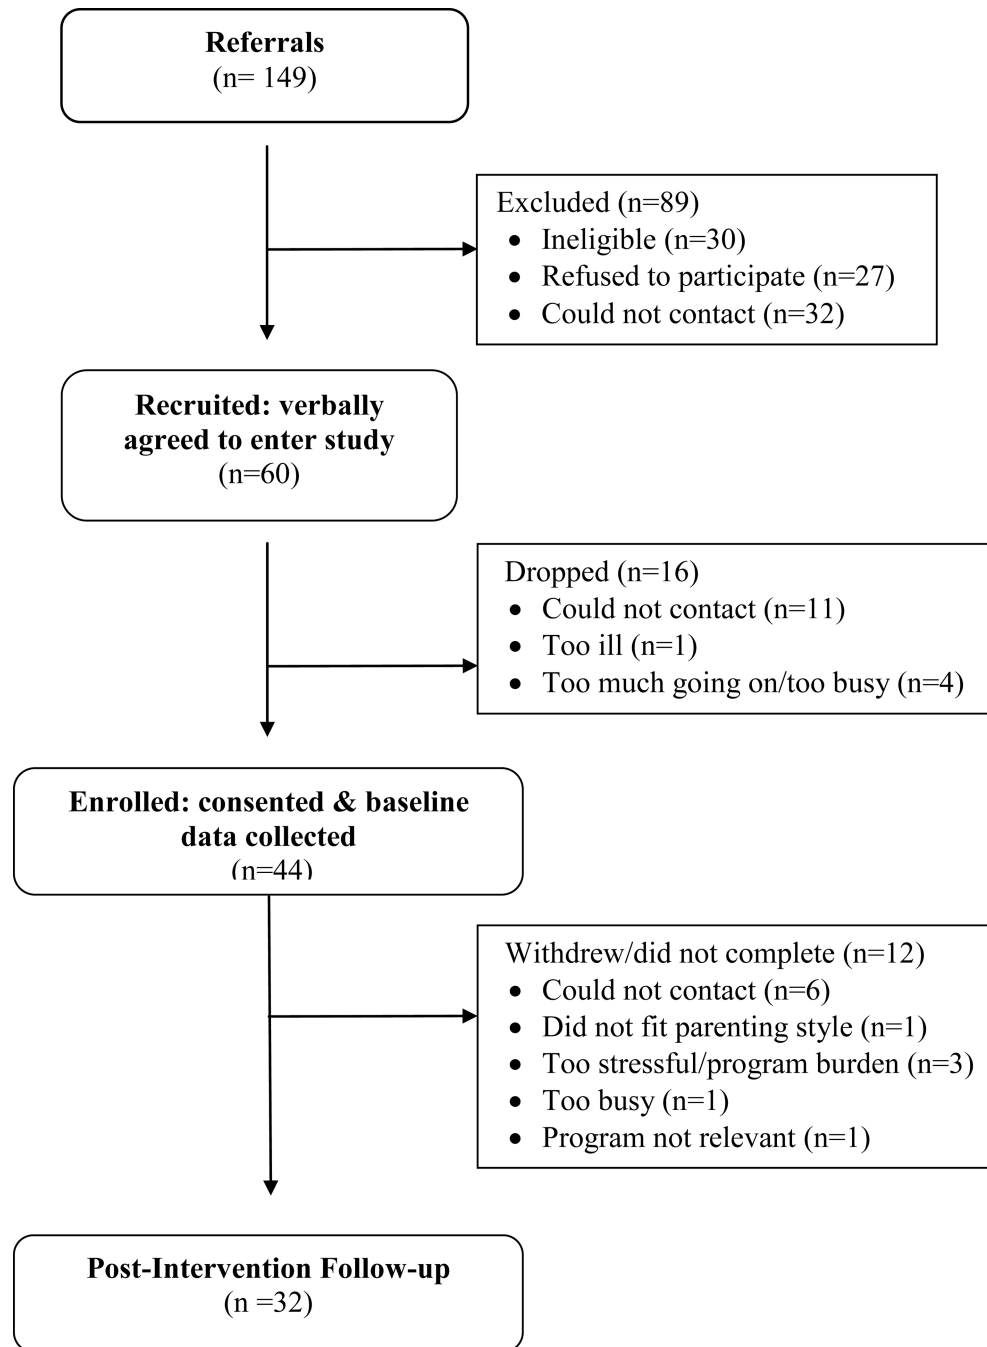 Referrals
(n= 149)
Excluded (n=89)
• Ineligible (n=30)
• Refused to participate (n=27)
• Could not contact (n=32)
Recruited: verbally
agreed to enter study
(n=60)
Dropped (n=16)
• Could not contact (n=11)
• Too ill (n=1)
• Too much going on/too busy (n=4)
Enrolled: consented & baseline
data collected
(n=44)
Withdrew/did not complete (n=12)
• Could not contact (n=6)
• Did not fit parenting style (n=1)
• Too stressful/program burden (n=3)
• Too busy (n=1)
• Program not relevant (n=1)
Post-Intervention Follow-up
(n =32)